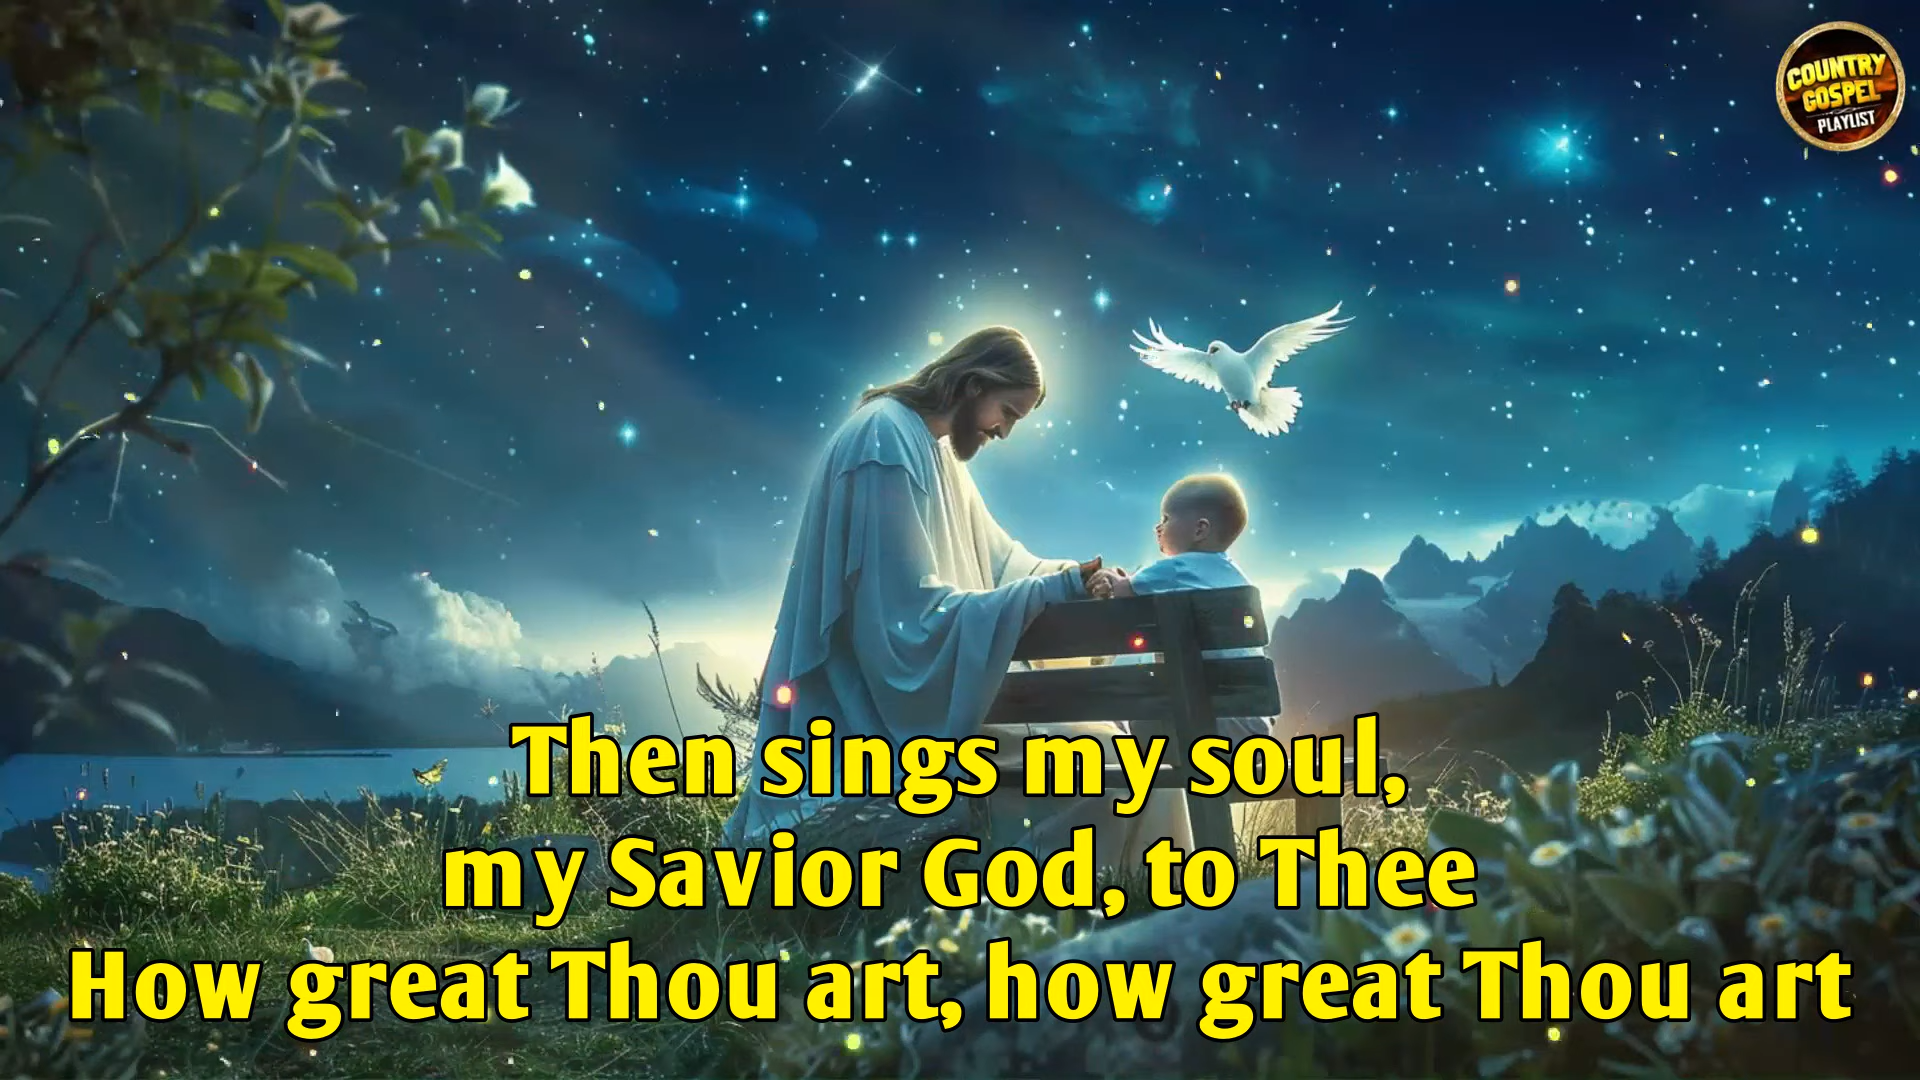 COUNTRY
GOSPEL
PLAYLIST
Then sings my soul,
my Savior God, to Thee
How great Thou art, how great Thou art